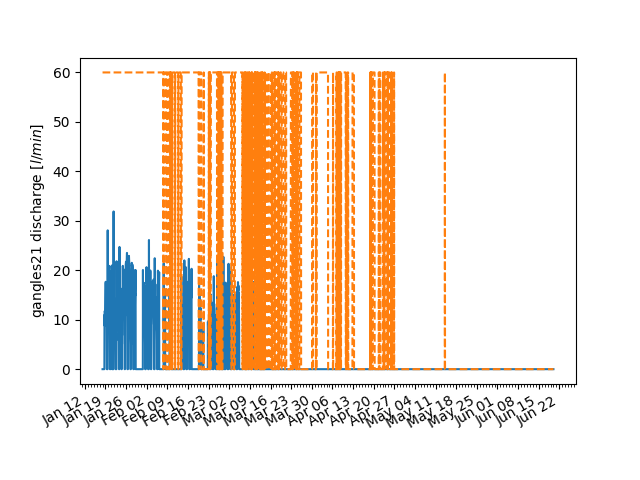 gangles21 discharge [l/min]
60
50
40
30
20
10
0
Jan 12
Jan 19
Jan 26
Feb 02
Feb 09
Feb 16
Feb 23
Mar 02
Mar 09
Mar 16
Mar 23
Mar 30
Apr 06
Apr 13
Apr 20
Apr 27
May 04
May 11
May 18
May 25
Jun 01
Jun 08
Jun 15
Jun 22